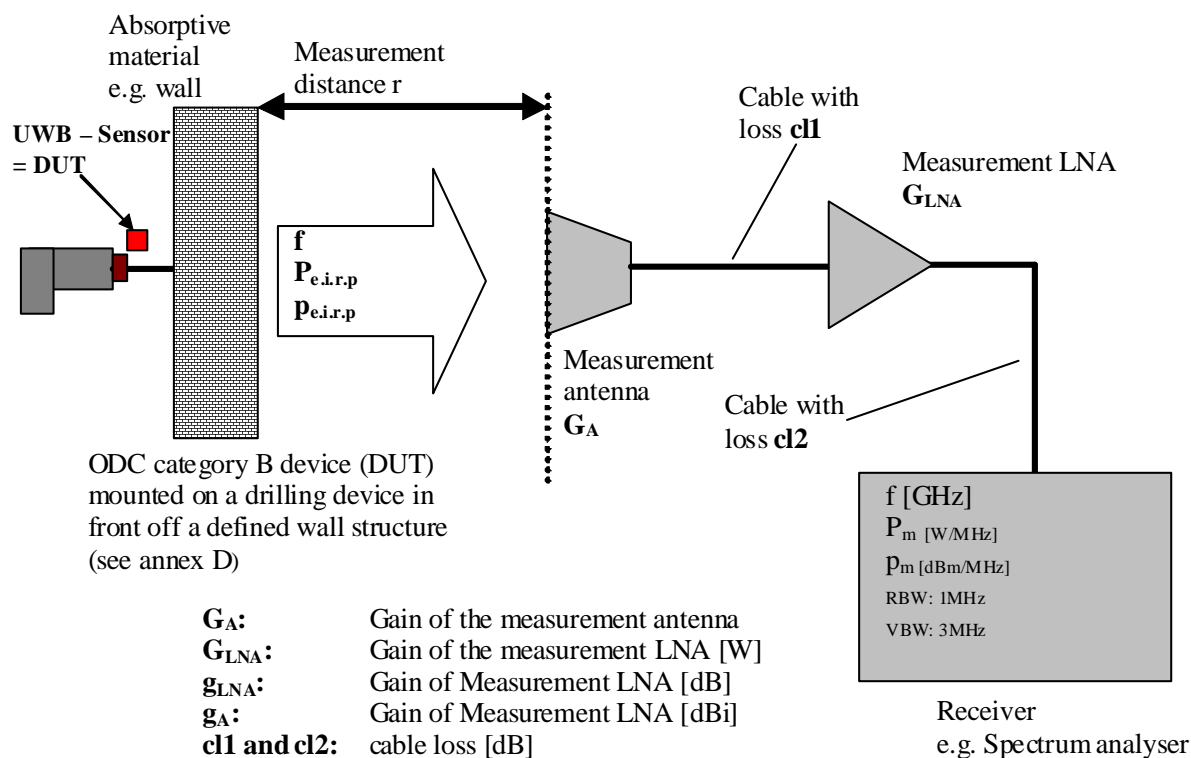 Absorptive
material
e.g. wall
Measurement
distance r
UWB – Sensor
= DUT
Cable with
loss cl1
Measurement LNA
GLNA
f
Pe.i.r.p
pe.i.r.p
Measurement
antenna
GA
Cable with
loss cl2
ODC category B device (DUT)
mounted on a drilling device in
front off a defined wall structure
(see annex D)
f [GHz]
Pm [W/MHz]
pm [dBm/MHz]
RBW: 1MHz
VBW: 3MHz
GA: Gain of the measurement antenna
GLNA: Gain of the measurement LNA [W]
gLNA: Gain of Measurement LNA [dB]
gA: Gain of Measurement LNA [dBi]
cl1 and cl2: cable loss [dB]
Receiver
e.g. Spectrum analyser